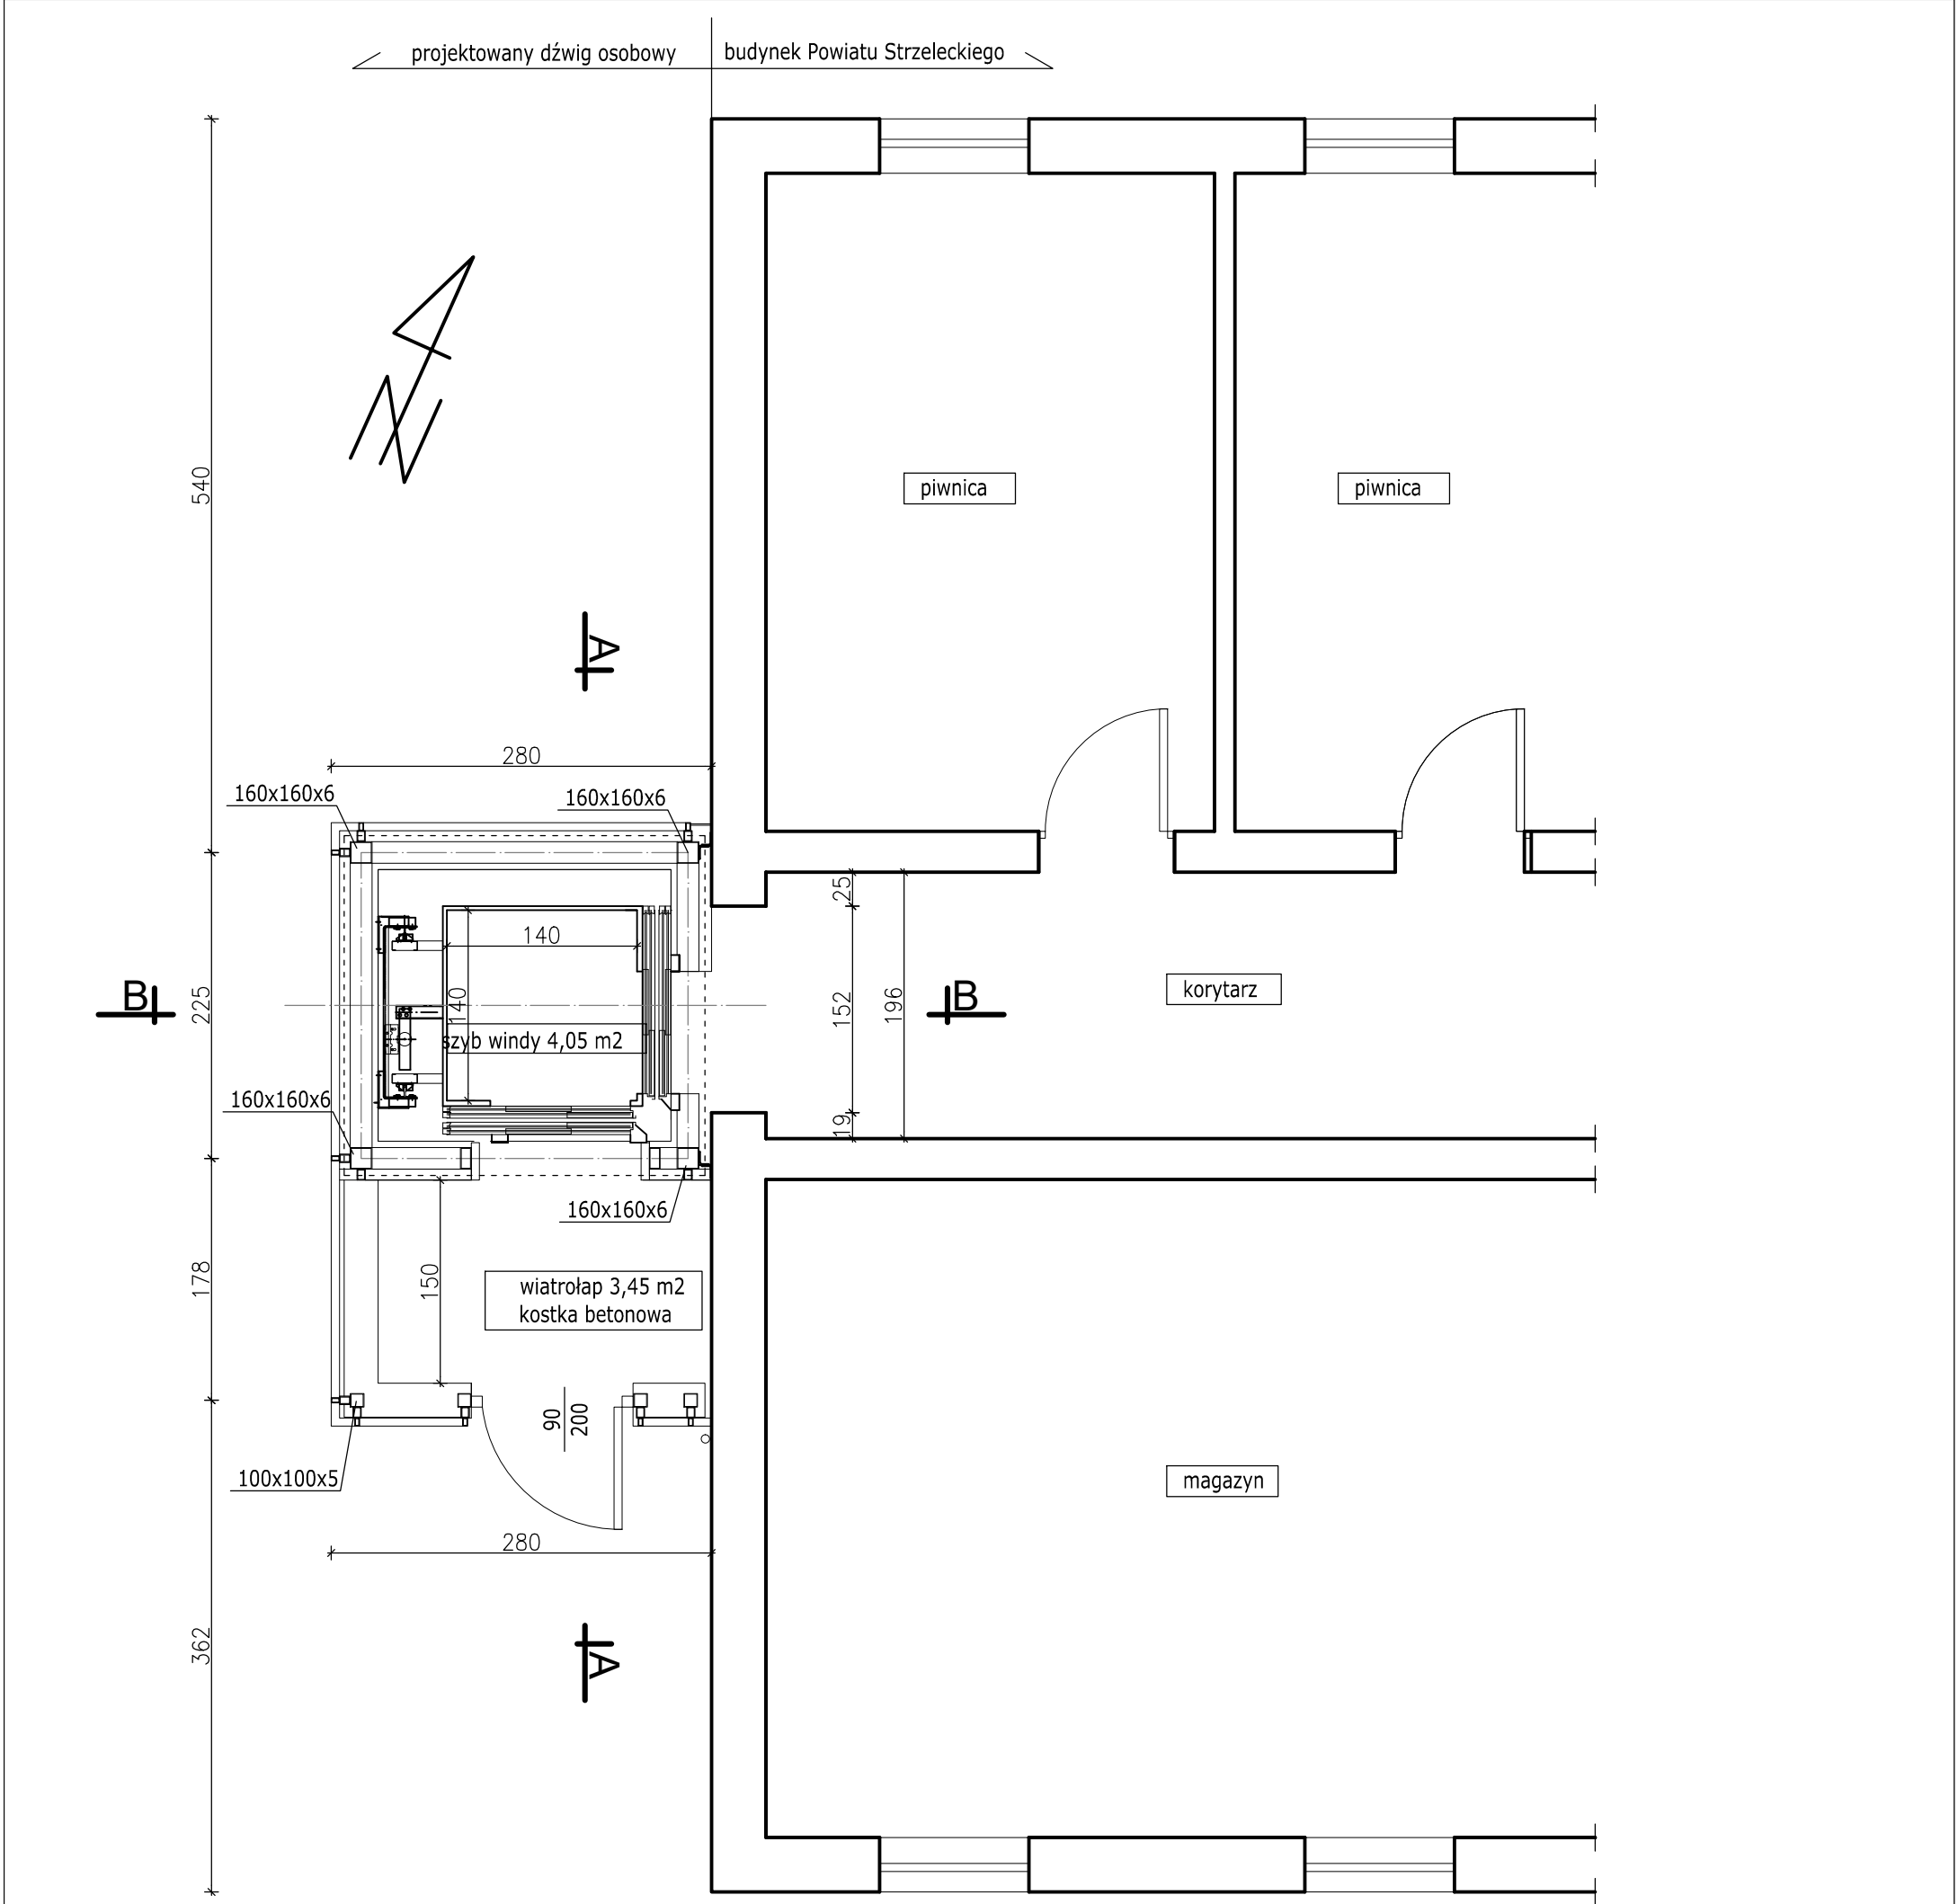 projektowany dźwig osobowy
budynek Powiatu Strzeleckiego
N
540
piwnica
piwnica
A
280
160x160x6
160x160x6
25
140
B
225
140
152
196
B
korytarz
szyb windy 4,05 m2
160x160x6
19
160x160x6
178
150
wiatrołap 3,45 m2
kostka betonowa
90
200
100x100x5
magazyn
280
362
A